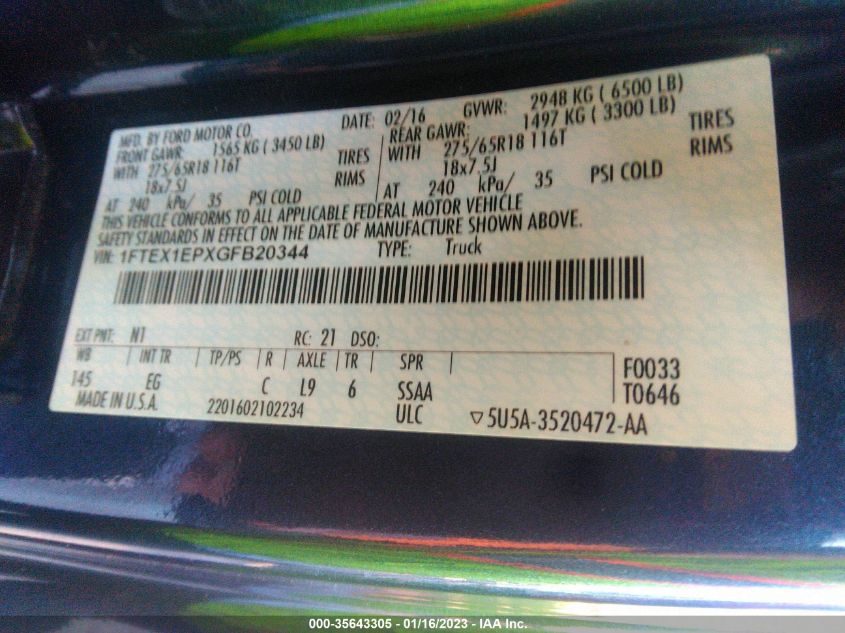 MFD. BY FORD MOTOR CO. DATE: 02/16 GVWR: 2948 KG ( 6500 LB)
FRONT GAWR: 1565 KG ( 3450 LB) REAR GAWR: 1497 KG ( 3300 LB)
WITH 275/65R18 116T TIRES WITH 275/65R18 116T TIRES
18x7.5J RIMS 18x7.5J RIMS
AT 240 kPa/ 35 PSI COLD AT 240 kPa/ 35 PSI COLD
THIS VEHICLE CONFORMS TO ALL APPLICABLE FEDERAL MOTOR VEHICLE
SAFETY STANDARDS IN EFFECT ON THE DATE OF MANUFACTURE SHOWN ABOVE.
VIN: 1FTEX1EPXGFB20344 TYPE: Truck
EXT PNT: N1 RC: 21 DSO:
WB INT TR TP/PS R AXLE TR SPR F0033
145 EG C L9 6 SSAA T0646
MADE IN U.S.A. 2201602102234 ULC ▽5U5A-3520472-AA
000-35643305 - 01/16/2023 - IAA Inc.